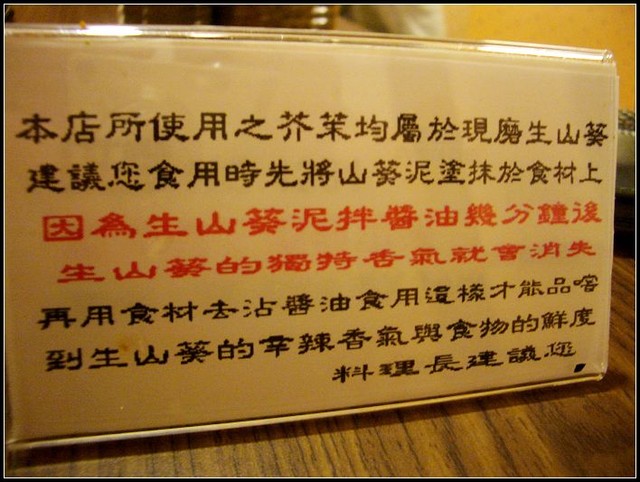 本店所使用之芥茉均屬於現磨生山葵
建議您食用時先將山葵泥塗抹於食材上
因為生山葵泥拌醬油幾分鐘後
生山葵的獨特香氣就會消失
再用食材去沾醬油食用這樣才能品嚐
到生山葵的辛辣香氣與食物的鮮度
料理長建議您